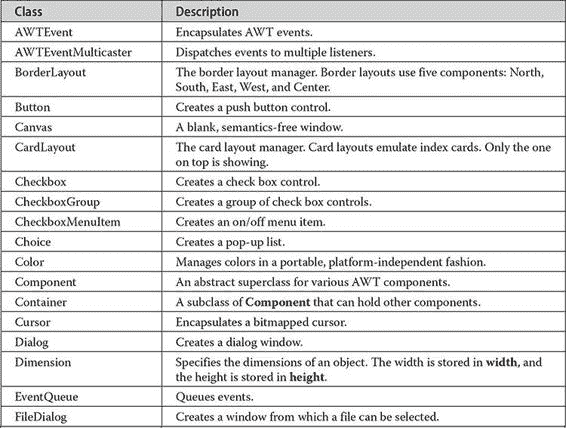 Class Description
AWTEvent Encapsulates AWT events.
AWTEventMulticaster Dispatches events to multiple listeners.
BorderLayout The border layout manager. Border layouts use five components: North,
South, East, West, and Center.
Button Creates a push button control.
Canvas A blank, semantics-free window.
CardLayout The card layout manager. Card layouts emulate index cards. Only the one
on top is showing.
Checkbox Creates a check box control.
CheckboxGroup Creates a group of check box controls.
CheckboxMenuItem Creates an on/off menu item.
Choice Creates a pop-up list.
Color Manages colors in a portable, platform-independent fashion.
Component An abstract superclass for various AWT components.
Container A subclass of Component that can hold other components.
Cursor Encapsulates a bitmapped cursor.
Dialog Creates a dialog window.
Dimension Specifies the dimensions of an object. The width is stored in width, and
the height is stored in height.
EventQueue Queues events.
FileDialog Creates a window from which a file can be selected.